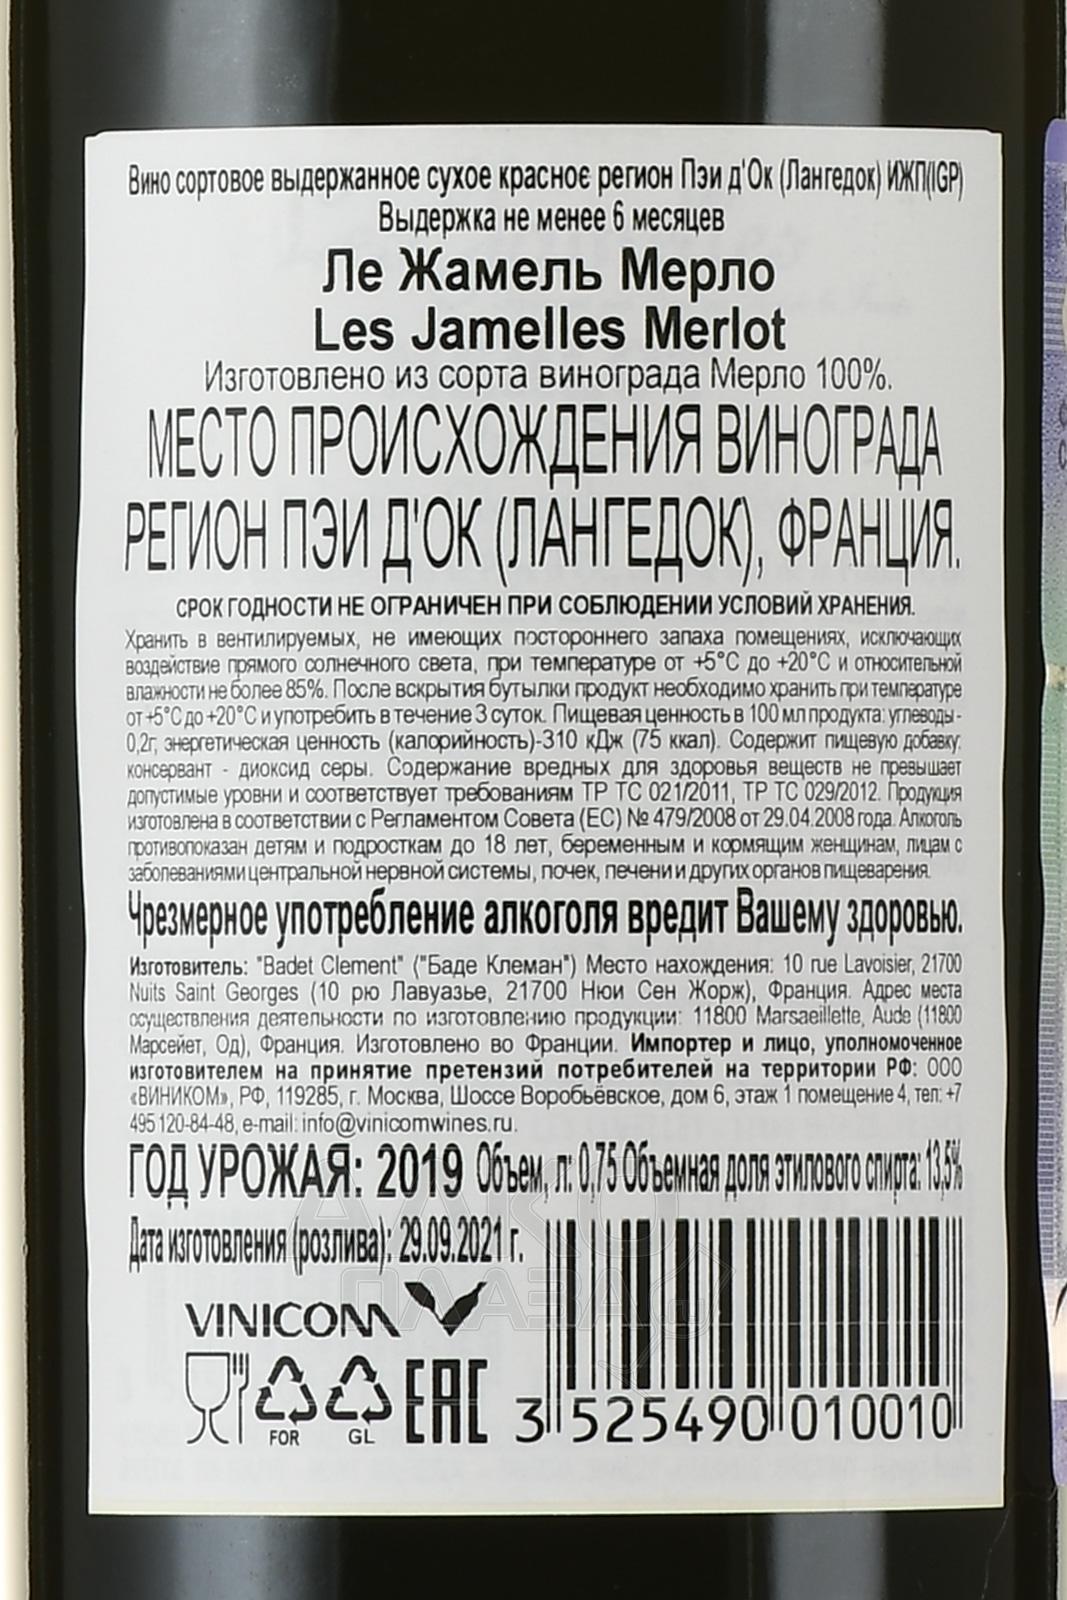 Вино сортовое выдержанное сухое красное регион Пэи д'Ок (Лангедок) ИЖП(IGP)
Выдержка не менее 6 месяцев
Ле Жамель Мерло
Les Jamelles Merlot
Изготовлено из сорта винограда Мерло 100%.
МЕСТО ПРОИСХОЖДЕНИЯ ВИНОГРАДА
РЕГИОН ПЭИ Д'ОК (ЛАНГЕДОК), ФРАНЦИЯ.
СРОК ГОДНОСТИ НЕ ОГРАНИЧЕН ПРИ СОБЛЮДЕНИИ УСЛОВИЙ ХРАНЕНИЯ.
Хранить в вентилируемых, не имеющих постороннего запаха помещениях, исключающих
воздействие прямого солнечного света, при температуре от +5°С до +20°С и относительной
влажности не более 85%. После вскрытия бутылки продукт необходимо хранить при температуре
от +5°С до +20°С и употребить в течение 3 суток. Пищевая ценность в 100 мл продукта: углеводы -
0,2г, энергетическая ценность (калорийность)-310 кДж (75 ккал). Содержит пищевую добавку:
консервант - диоксид серы. Содержание вредных для здоровья веществ не превышает
допустимые уровни и соответствует требованиям ТР ТС 021/2011, ТР ТС 029/2012. Продукция
изготовлена в соответствии с Регламентом Совета (ЕС) № 479/2008 от 29.04.2008 года. Алкоголь
противопоказан детям и подросткам до 18 лет, беременным и кормящим женщинам, лицам с
заболеваниями центральной нервной системы, почек, печени и других органов пищеварения.
Чрезмерное употребление алкоголя вредит Вашему здоровью.
Изготовитель: "Badet Clement" ("Баде Клеман") Место нахождения: 10 rue Lavoisier, 21700
Nuits Saint Georges (10 рю Лавуазье, 21700 Нюи Сен Жорж), Франция. Адрес места
осуществления деятельности по изготовлению продукции: 11800 Marsaeillette, Aude (11800
Марсейет, Од), Франция. Изготовлено во Франции. Импортер и лицо, уполномоченное
изготовителем на принятие претензий потребителей на территории РФ: ООО
«ВИНИКОМ», РФ, 119285, г. Москва, Шоссе Воробьёвское, дом 6, этаж 1 помещение 4, тел: +7
495 120-84-48, e-mail: info@vinicomwines.ru.
ГОД УРОЖАЯ: 2019 Объем, л: 0,75 Объемная доля этилового спирта: 13,5%
Дата изготовления (розлива): 29.09.2021 г.
АЛКО
ПЛАЗА
VINICOM
FOR GL EAC
3 525490 010010